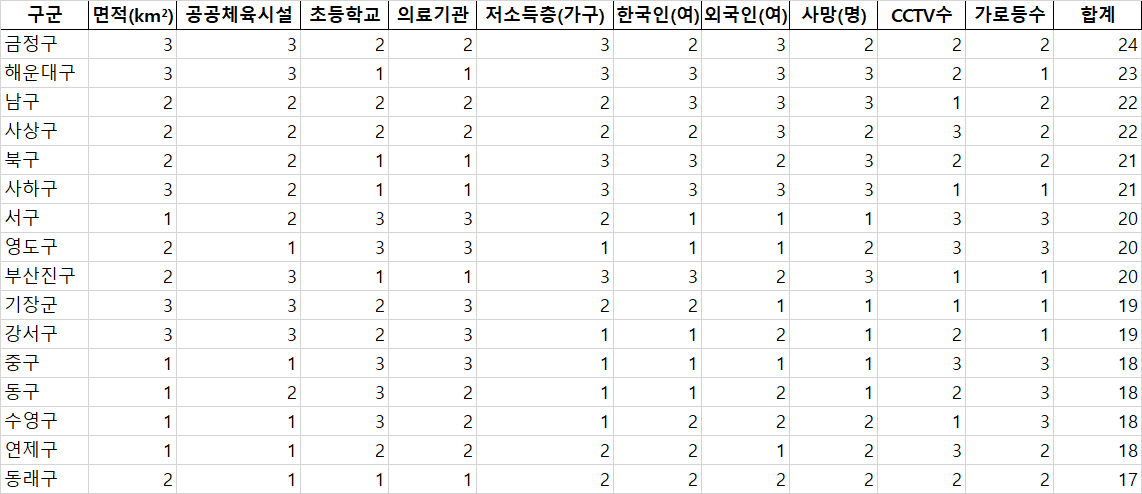 구군 면적(km²) 공공체육시설 초등학교 의료기관 저소득층(가구) 한국인(여) 외국인(여) 사망(명) CCTV수 가로등수 합계
금정구 3 3 2 2 3 2 3 2 2 2 24
해운대구 3 3 1 1 3 3 3 3 2 1 23
남구 2 2 2 2 2 3 3 3 1 2 22
사상구 2 2 2 2 2 2 3 2 3 2 22
북구 2 2 1 1 3 3 2 3 2 2 21
사하구 3 2 1 1 3 3 3 3 1 1 21
서구 1 2 3 3 2 1 1 1 3 3 20
영도구 2 1 3 3 1 1 1 2 3 3 20
부산진구 2 3 1 1 3 3 2 3 1 1 20
기장군 3 3 2 3 2 2 1 1 1 1 19
강서구 3 3 2 3 1 1 2 1 2 1 19
중구 1 1 3 3 1 1 1 1 3 3 18
동구 1 2 3 2 1 1 2 1 2 3 18
수영구 1 1 3 2 1 2 2 2 1 3 18
연제구 1 1 2 2 2 2 1 2 3 2 18
동래구 2 1 1 1 2 2 2 2 2 2 17